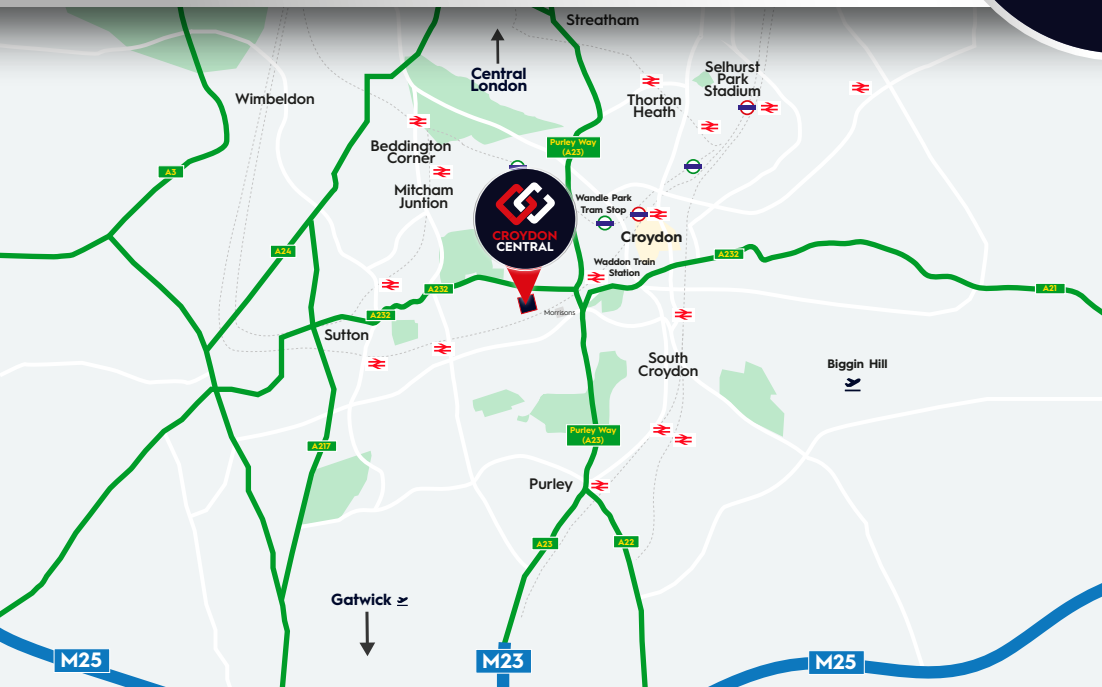 Streatham
Central
London
Selhurst
Park
Stadium
Wimbeldon
Thorton
Heath
Beddington
Corner
Purley Way
(A23)
A3
Mitcham
Juntion
Wandle Park
Tram Stop
CROYDON
CENTRAL
Croydon
A24
A232
Waddon Train
Station
A232
A21
A232
Morrisons
Sutton
South
Croydon
Biggin Hill
Purley Way
(A23)
A217
Purley
A23
A22
Gatwick
M25
M23
M25